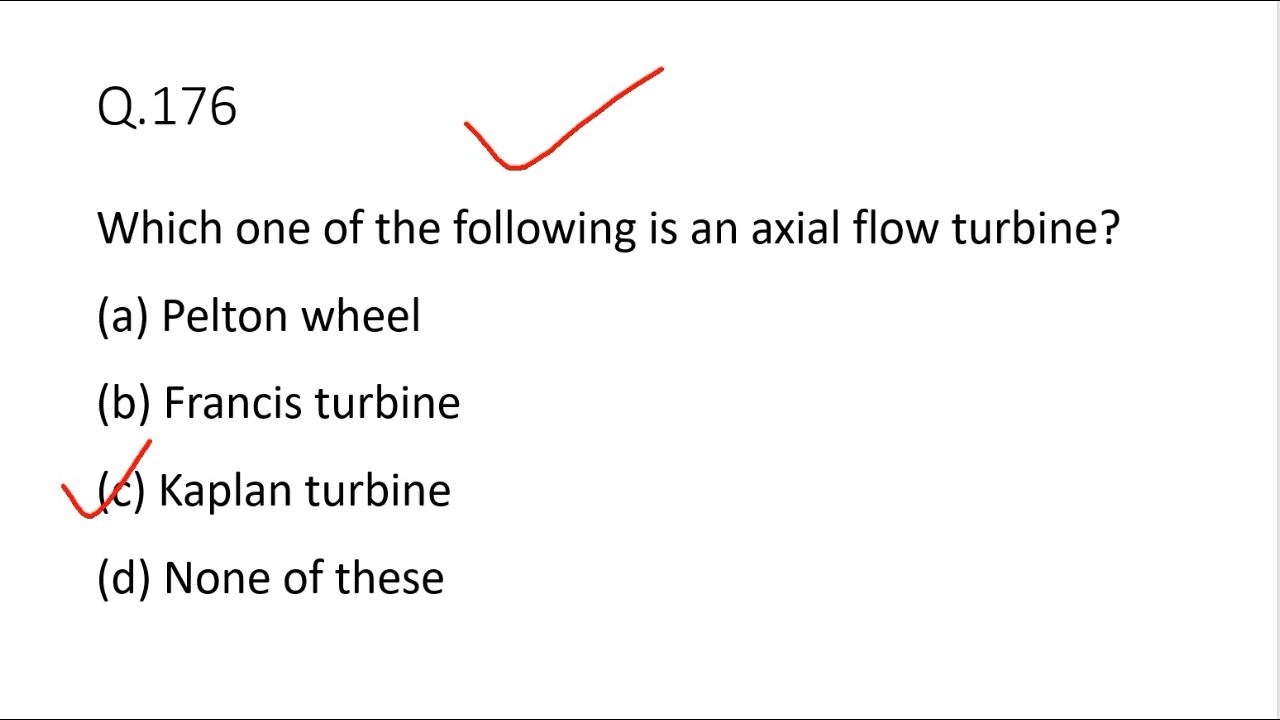 Q.176
Which one of the following is an axial flow turbine?
(a) Pelton wheel
(b) Francis turbine
(c) Kaplan turbine
(d) None of these